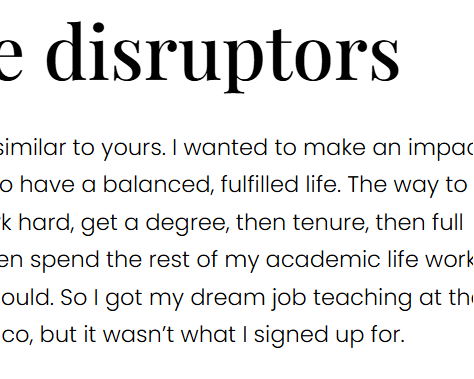 e disruptors
similar to yours. I wanted to make an impac
o have a balanced, fulfilled life. The way to
rk hard, get a degree, then tenure, then full
en spend the rest of my academic life work
ould. So I got my dream job teaching at the
co, but it wasn’t what I signed up for.